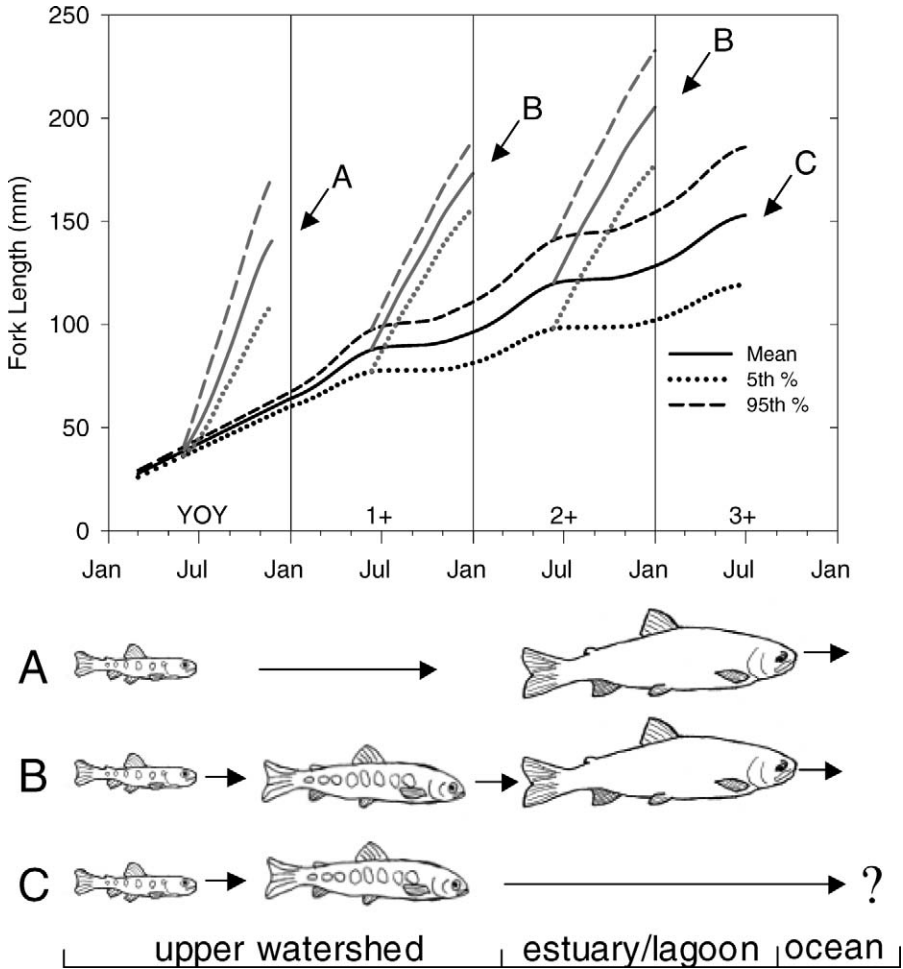 250
200
150
100
50
0
Fork Length (mm)
A
B
B
C
Mean
5th %
95th %
YOY 1+ 2+ 3+
Jan Jul Jan Jul Jan Jul Jan Jul Jan
A
B
C ?
upper watershed estuary/lagoon ocean